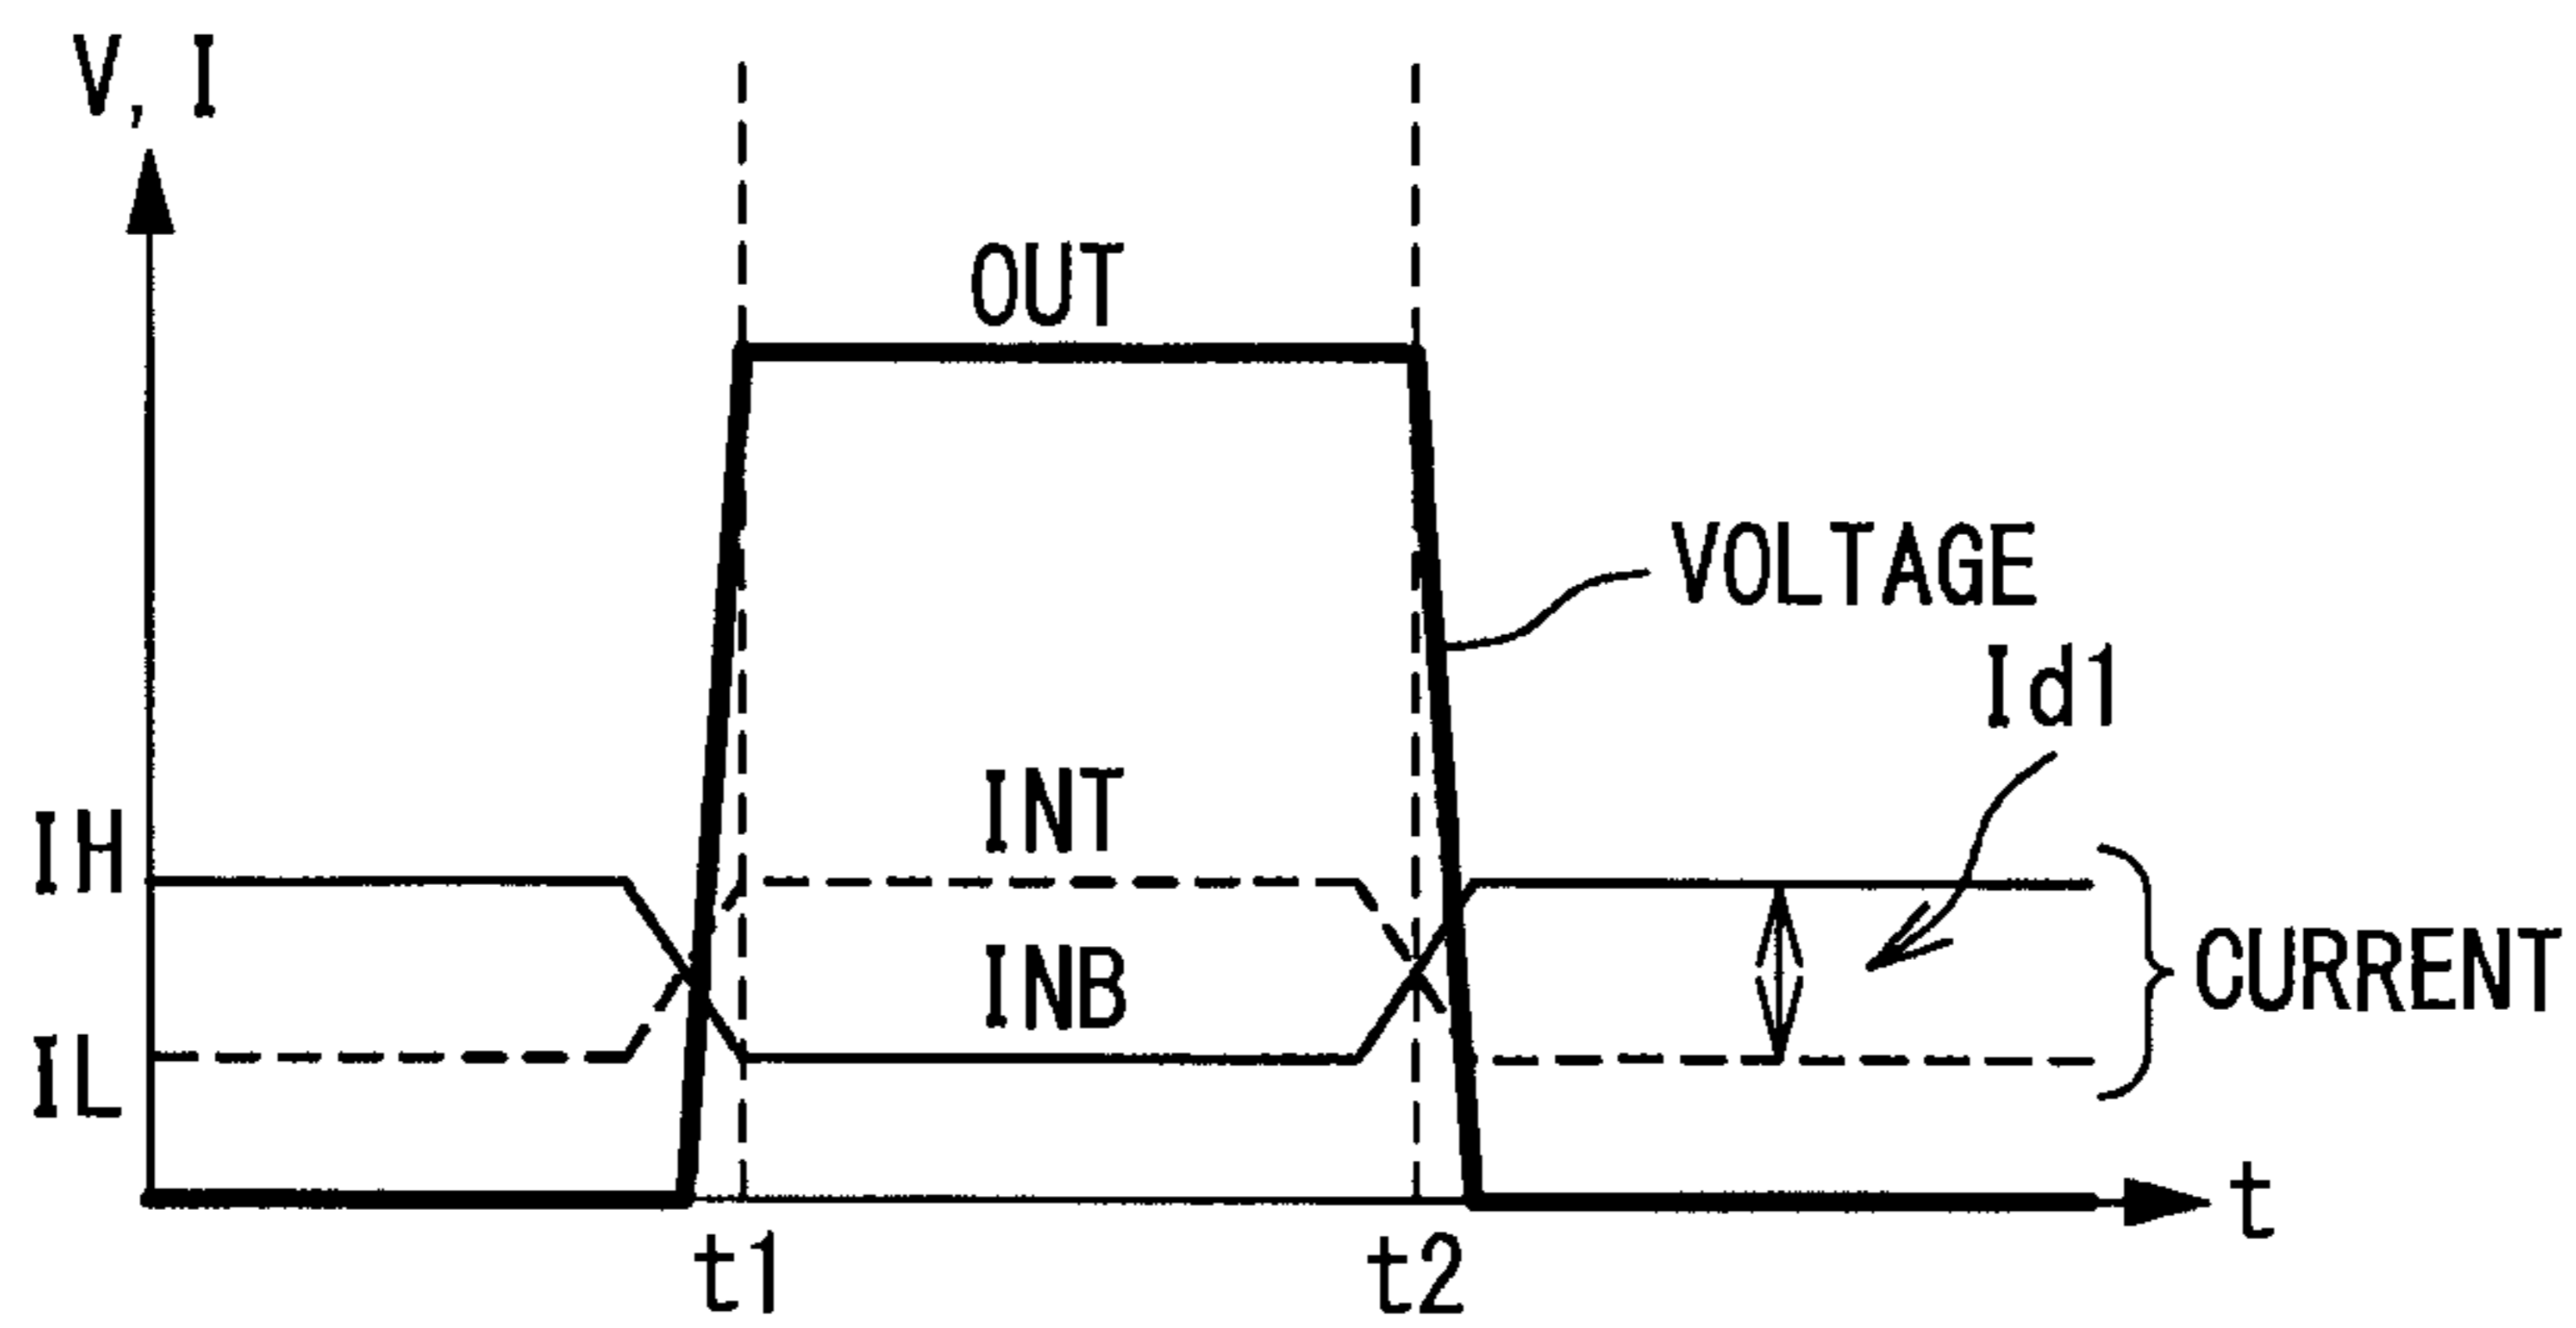 V, I
OUT
VOLTAGE
Id1
INT
IH
INB
CURRENT
IL
t
t1
t2